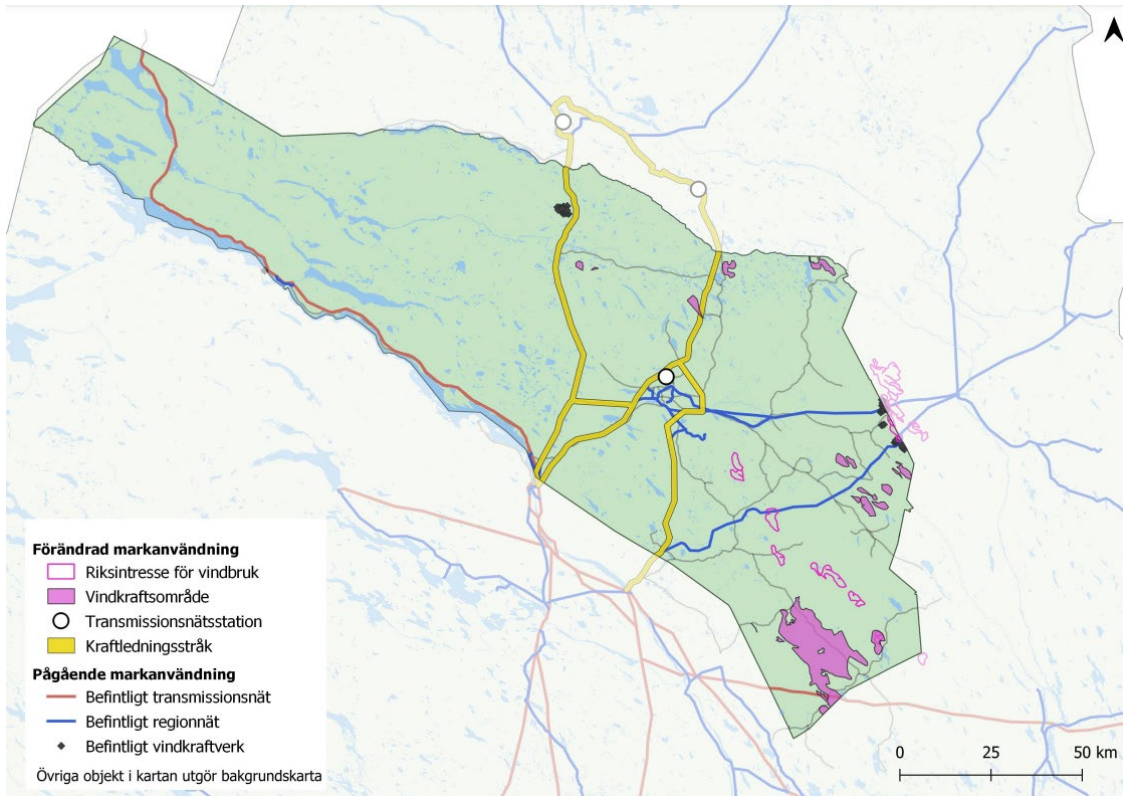 Förändrad markanvändning
Riksintresse för vindbruk
Vindkraftsområde
Transmissionsnätsstation
Kraftledningsstråk
Pågående markanvändning
Befintligt transmissionsnät
Befintligt regionnät
Befintligt vindkraftverk
Övriga objekt i kartan utgör bakgrundskarta
0 25 50 km